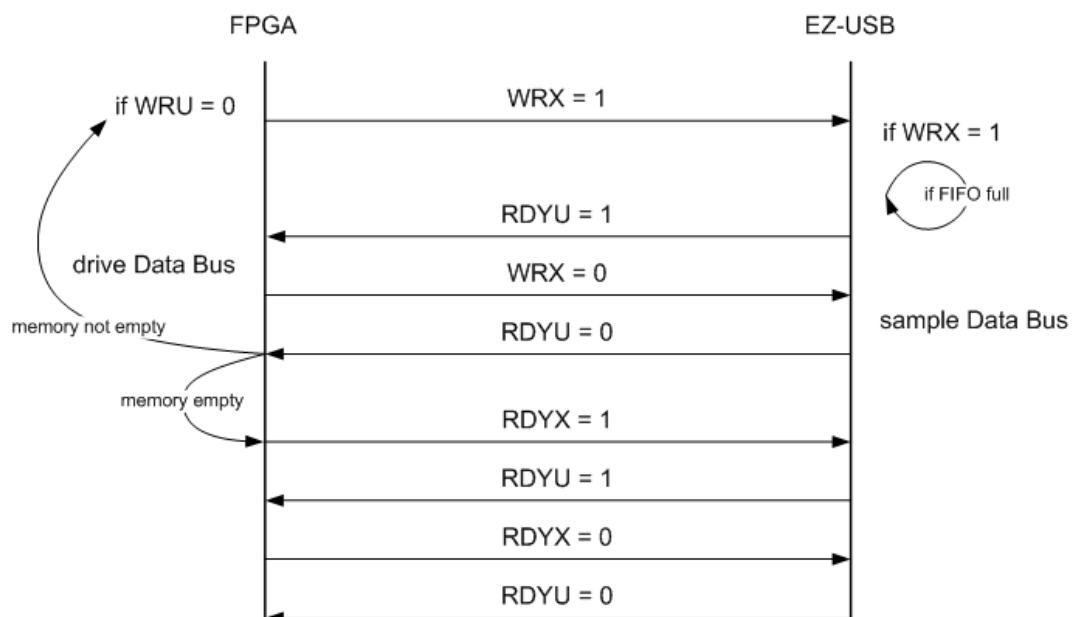 FPGA
EZ-USB
if WRU = 0
WRX = 1
if WRX = 1
if FIFO full
RDYU = 1
drive Data Bus
WRX = 0
sample Data Bus
memory not empty
RDYU = 0
memory empty
RDYX = 1
RDYU = 1
RDYX = 0
RDYU = 0